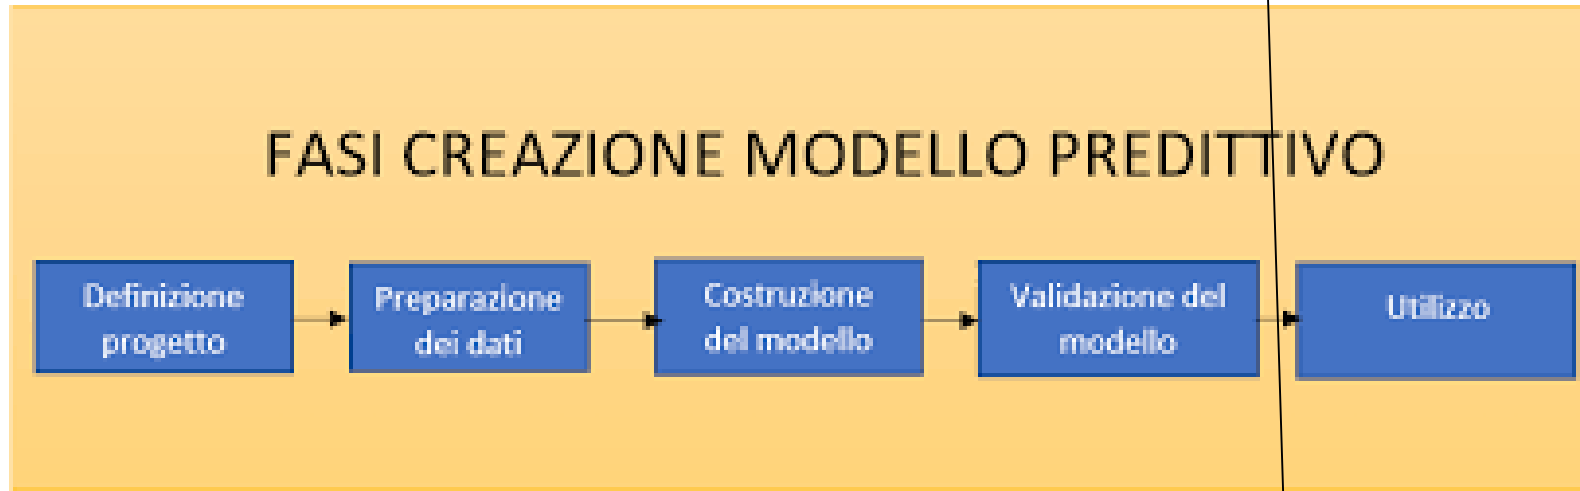 FASI CREAZIONE MODELLO PREDITTIVO
Definizione
progetto
Preparazione
dei dati
Costruzione
del modello
Validazione del
modello
Utilizzo